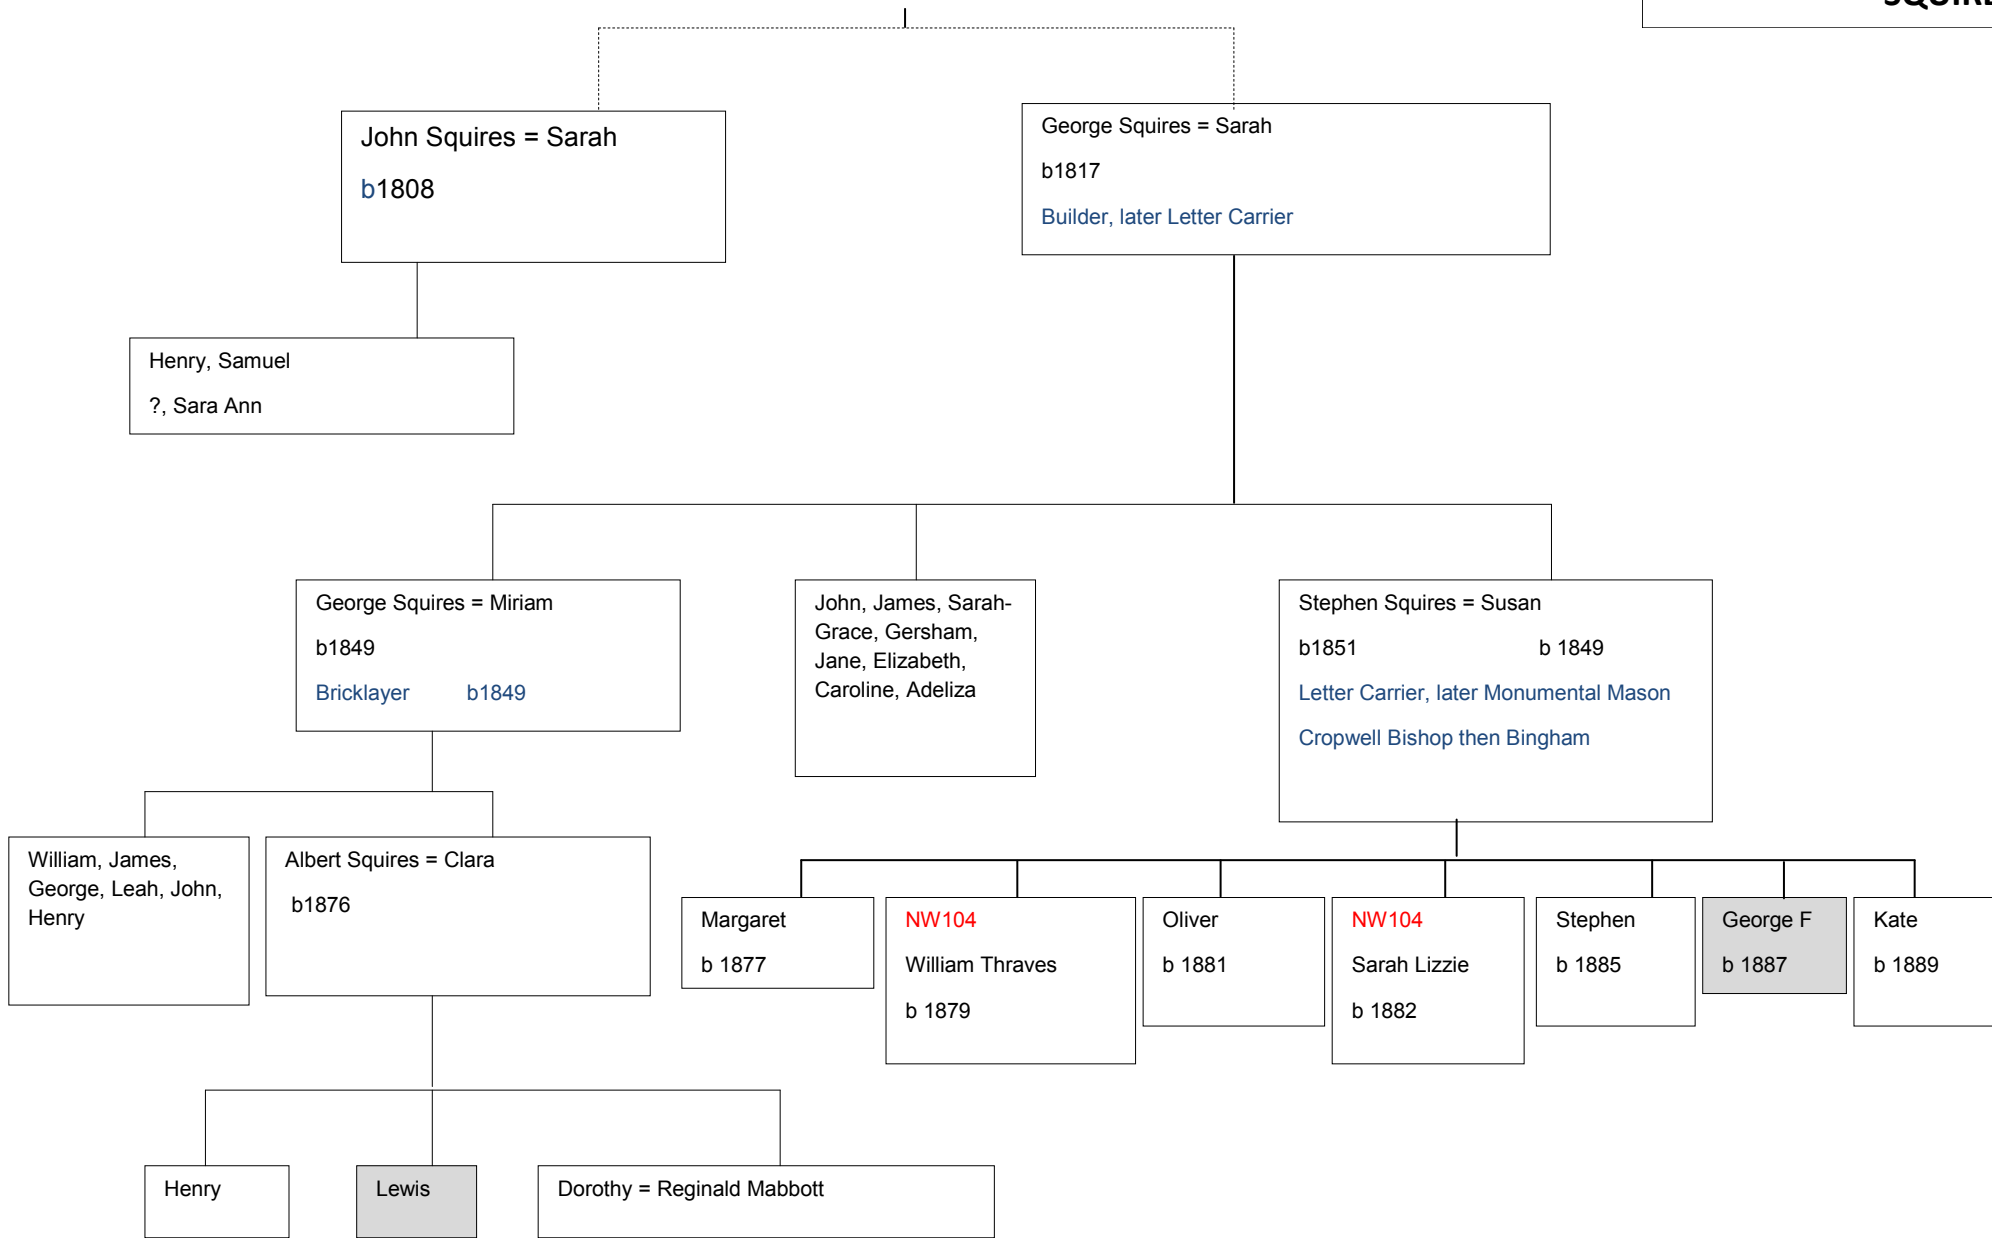 John Squires = Sarah
b1808
George Squires = Sarah
b1817
Builder, later Letter Carrier
Henry, Samuel
?, Sara Ann
George Squires = Miriam
b1849
Bricklayer b1849
John, James, Sarah-
Grace, Gersham,
Jane, Elizabeth,
Caroline, Adeliza
Stephen Squires = Susan
b1851 b 1849
Letter Carrier, later Monumental Mason
Cropwell Bishop then Bingham
William, James,
George, Leah, John,
Henry
Albert Squires = Clara
b1876
Margaret
b 1877
NW104
William Thraves
b 1879
Oliver
b 1881
NW104
Sarah Lizzie
b 1882
Stephen
b 1885
George F
b 1887
Kate
b 1889
Henry
Lewis
Dorothy = Reginald Mabbott